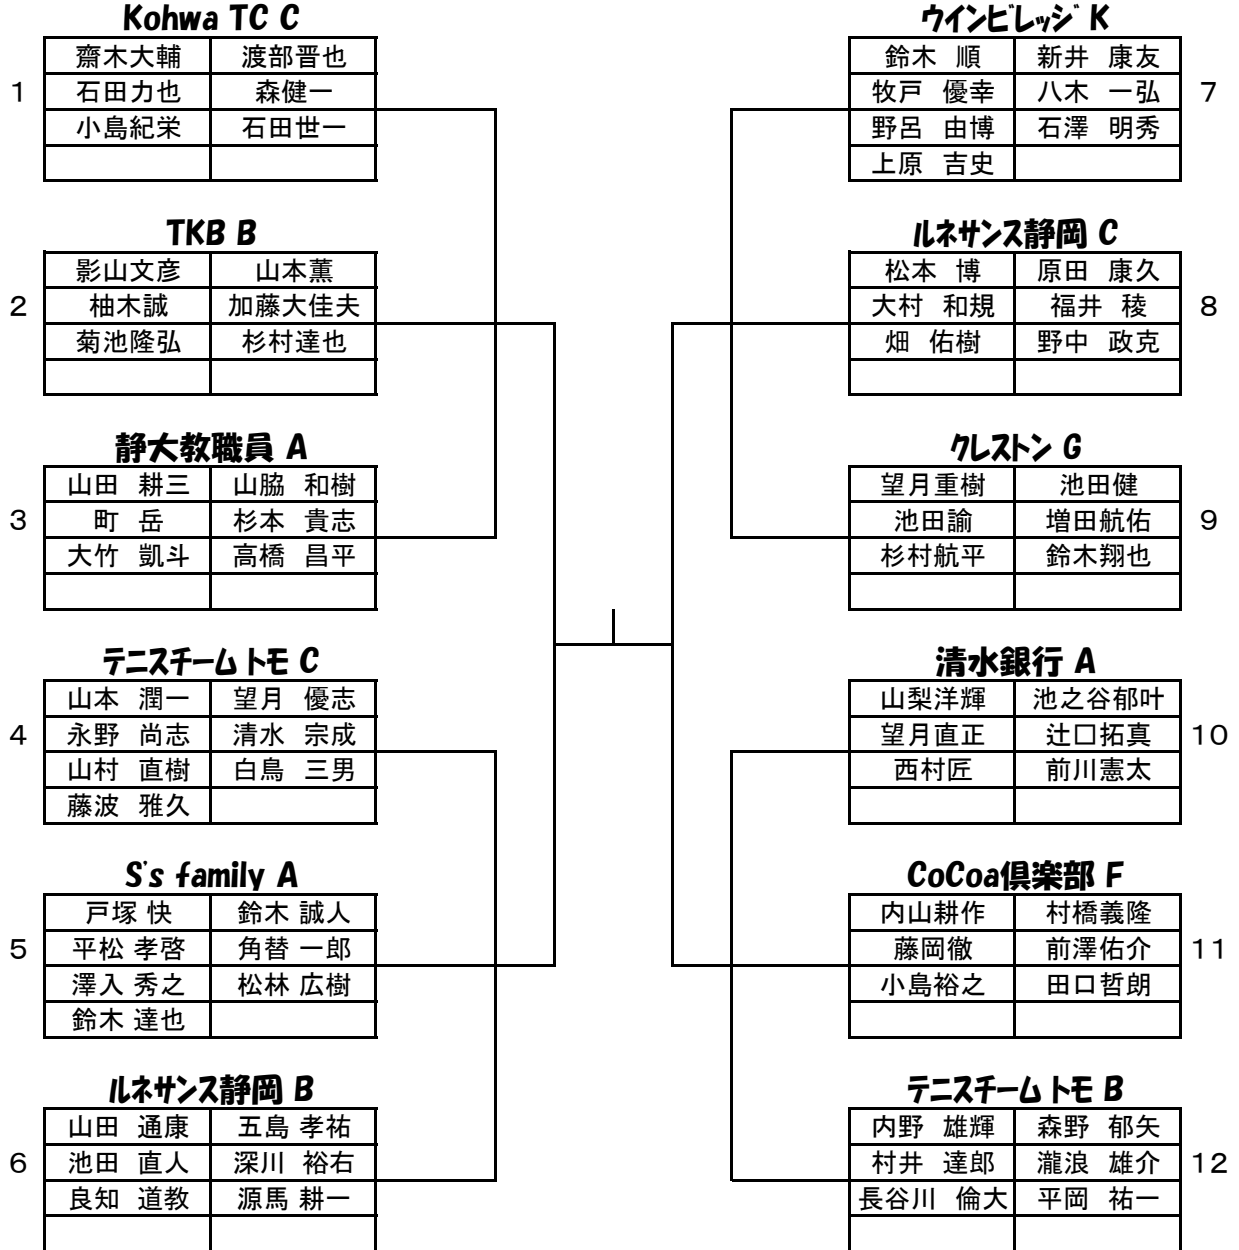 Kohwa TC C
齋木大輔 渡部晋也
1 石田力也 森健一
小島紀栄 石田世一
TKB B
影山文彦 山本薫
2 柚木誠 加藤大佳夫
菊池隆弘 杉村達也
静大教職員 A
山田 耕三 山脇 和樹
3 町 岳 杉本 貴志
大竹 凱斗 高橋 昌平
テニスチームトモ C
山本 潤一 望月 優志
4 永野 尚志 清水 宗成
山村 直樹 白鳥 三男
藤波 雅久
S's family A
戸塚 快 鈴木 誠人
5 平松 孝啓 角替 一郎
澤入 秀之 松林 広樹
鈴木 達也
ルネサンス静岡 B
山田 通康 五島 孝祐
6 池田 直人 深川 裕右
良知 道教 源馬 耕一
ウインビレッジ K
鈴木 順 新井 康友
牧戸 優幸 八木 一弘 7
野呂 由博 石澤 明秀
上原 吉史
ルネサンス静岡 C
松本 博 原田 康久
大村 和規 福井 稜 8
畑 佑樹 野中 政克
クレストン G
望月重樹 池田健
池田諭 増田航佑 9
杉村航平 鈴木翔也
清水銀行 A
山梨洋輝 池之谷郁叶
望月直正 辻口拓真 10
西村匠 前川憲太
CoCoa倶楽部 F
内山耕作 村橋義隆
藤岡徹 前澤佑介 11
小島裕之 田口哲朗
テニスチームトモ B
内野 雄輝 森野 郁矢
村井 達郎 瀧浪 雄介 12
長谷川 倫大 平岡 祐一